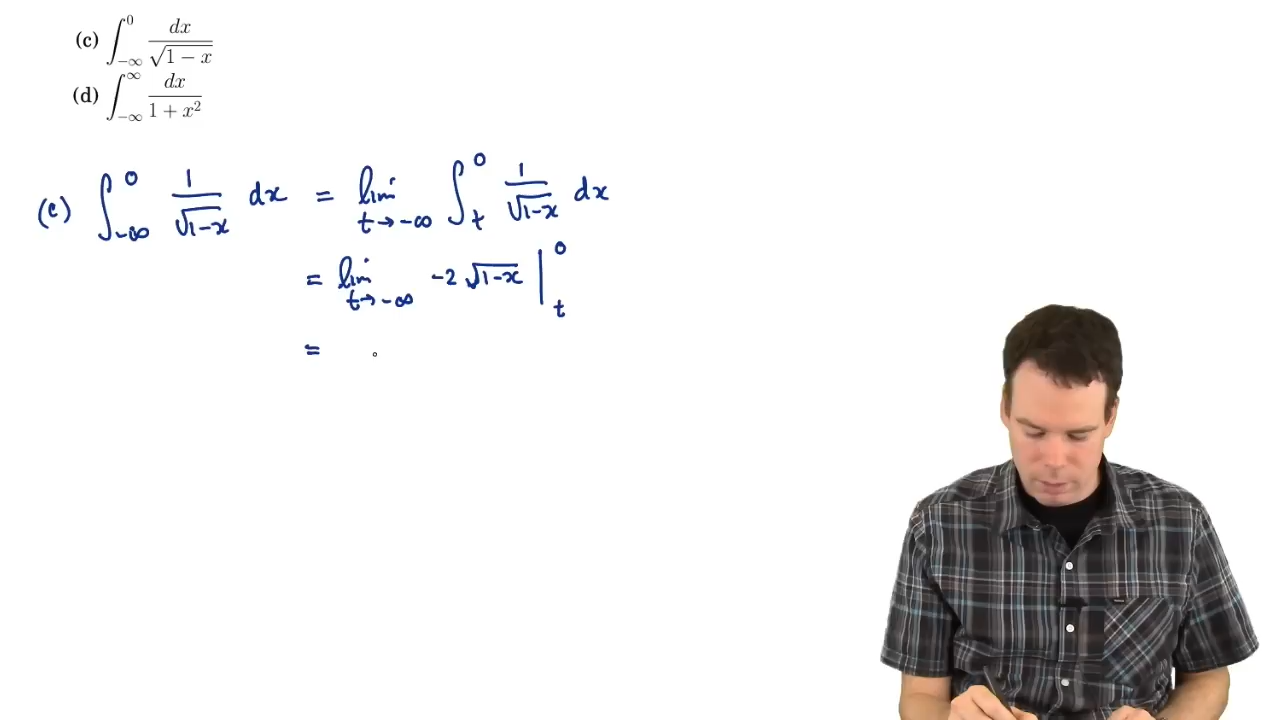 (c) ∫_{-∞}^{0} dx/√(1 − x)
(d) ∫_{-∞}^{∞} dx/(1 + x²)
(c) ∫_{-∞}^{0} 1/√(1-x) dx = lim_{t→-∞} ∫_{t}^{0} 1/√(1-x) dx
= lim_{t→-∞} -2√(1-x) |_{t}^{0}
=